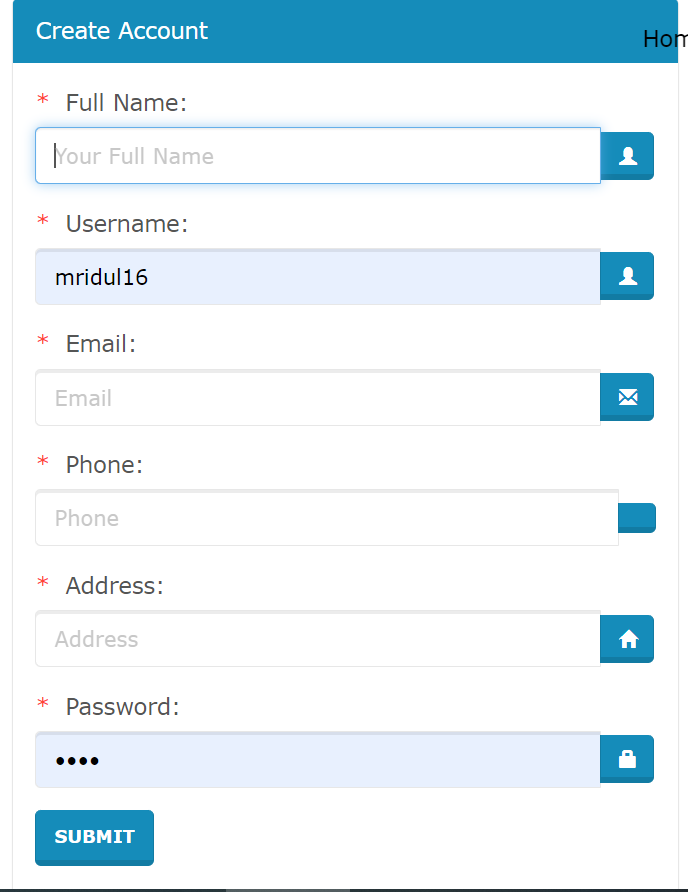 Create Account
Hom
* Full Name:
Your Full Name
* Username:
mridul16
* Email:
Email
* Phone:
Phone
* Address:
Address
* Password:
••••
SUBMIT